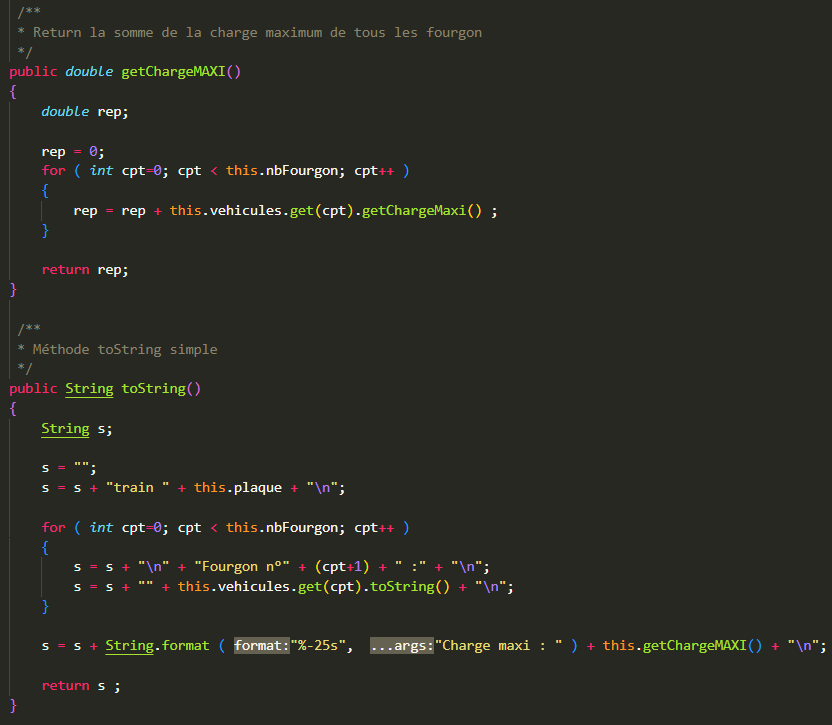 /**
* Return la somme de la charge maximum de tous les fourgon
*/
public double getChargeMAXI()
{
double rep;
rep = 0;
for ( int cpt=0; cpt < this.nbFourgon; cpt++ )
{
rep = rep + this.vehicules.get(cpt).getChargeMaxi() ;
}
return rep;
}
/**
* Méthode toString simple
*/
public String toString()
{
String s;
s = "";
s = s + "train " + this.plaque + "\n";
for ( int cpt=0; cpt < this.nbFourgon; cpt++ )
{
s = s + "\n" + "Fourgon n°" + (cpt+1) + " :" + "\n";
s = s + "" + this.vehicules.get(cpt).toString() + "\n";
}
s = s + String.format ( format:"%-25s", ...args:"Charge maxi : " ) + this.getChargeMAXI() + "\n";
return s ;
}